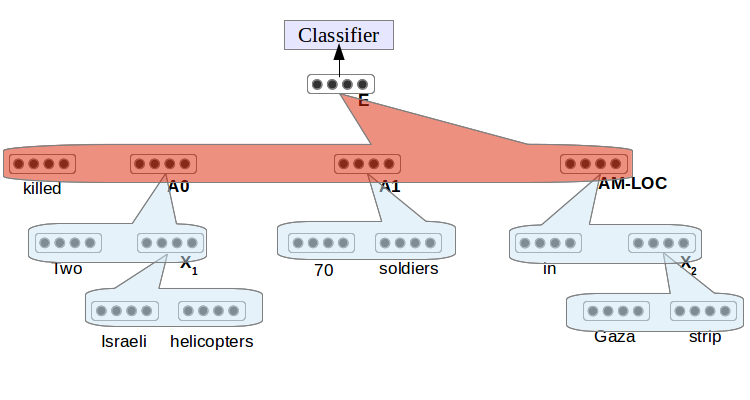 Classifier
E
killed
A0
A1
AM-LOC
Two
X1
70
soldiers
in
X2
Israeli
helicopters
Gaza
strip